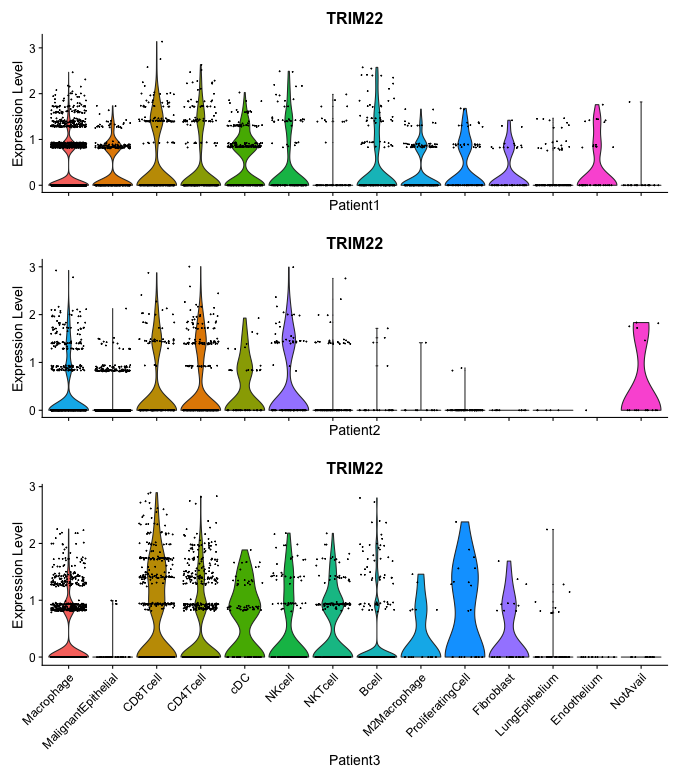 TRIM22
Expression Level
3
2
1
0
Patient1
TRIM22
Expression Level
3
2
1
0
Patient2
TRIM22
Expression Level
3
2
1
0
Macrophage
MalignantEpithelial
CD8Tcell
CD4Tcell
cDC
NKcell
NKTcell
Bcell
M2Macrophage
ProliferatingCell
Fibroblast
LungEpithelium
Endothelium
NotAvail
Patient3